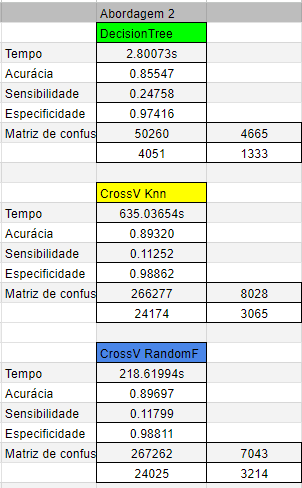 Abordagem 2
DecisionTree
Tempo 2.80073s
Acurácia 0.85547
Sensibilidade 0.24758
Especificidade 0.97416
Matriz de confus 50260 4665
4051 1333
CrossV Knn
Tempo 635.03654s
Acurácia 0.89320
Sensibilidade 0.11252
Especificidade 0.98862
Matriz de confus 266277 8028
24174 3065
CrossV RandomF
Tempo 218.61994s
Acurácia 0.89697
Sensibilidade 0.11799
Especificidade 0.98811
Matriz de confus 267262 7043
24025 3214